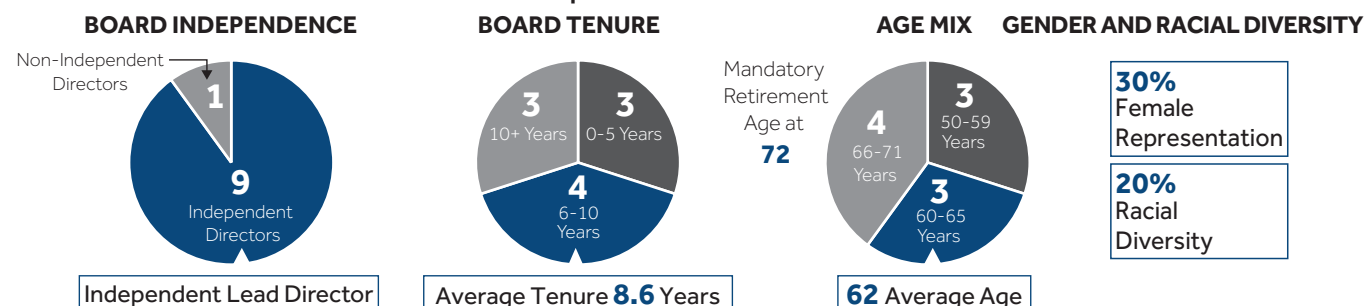 BOARD INDEPENDENCE
Non-Independent
Directors
1
9
Independent
Directors
Independent Lead Director
BOARD TENURE
3
10+ Years
3
0-5 Years
4
6-10
Years
Average Tenure 8.6 Years
AGE MIX
Mandatory
Retirement
Age at
72
4
66-71
Years
3
50-59
Years
3
60-65
Years
62 Average Age
GENDER AND RACIAL DIVERSITY
30%
Female
Representation
20%
Racial
Diversity